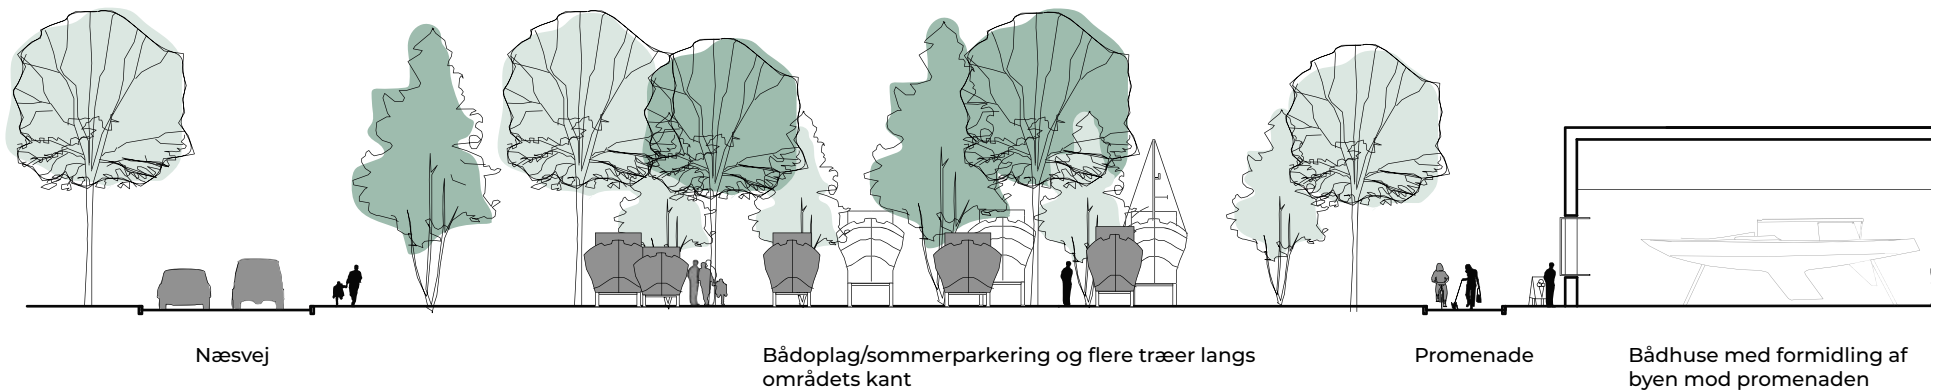 Næsvej
Bådoplag/sommerparkering og flere træer langs
områdets kant
Promenade
Bådhuse med formidling af
byen mod promenaden